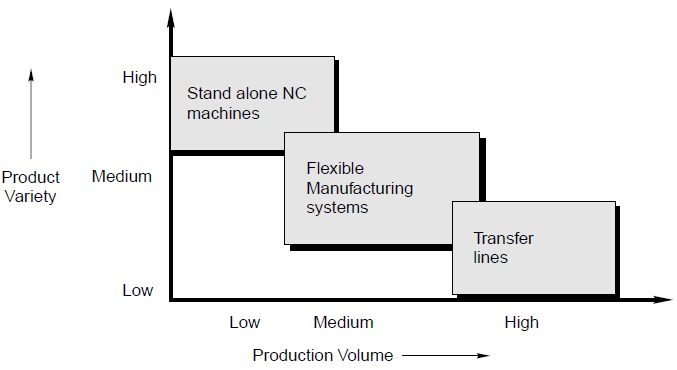 High
Stand alone NC
machines
Product
Variety
Medium
Flexible
Manufacturing
systems
Transfer
lines
Low
Low
Medium
High
Production Volume